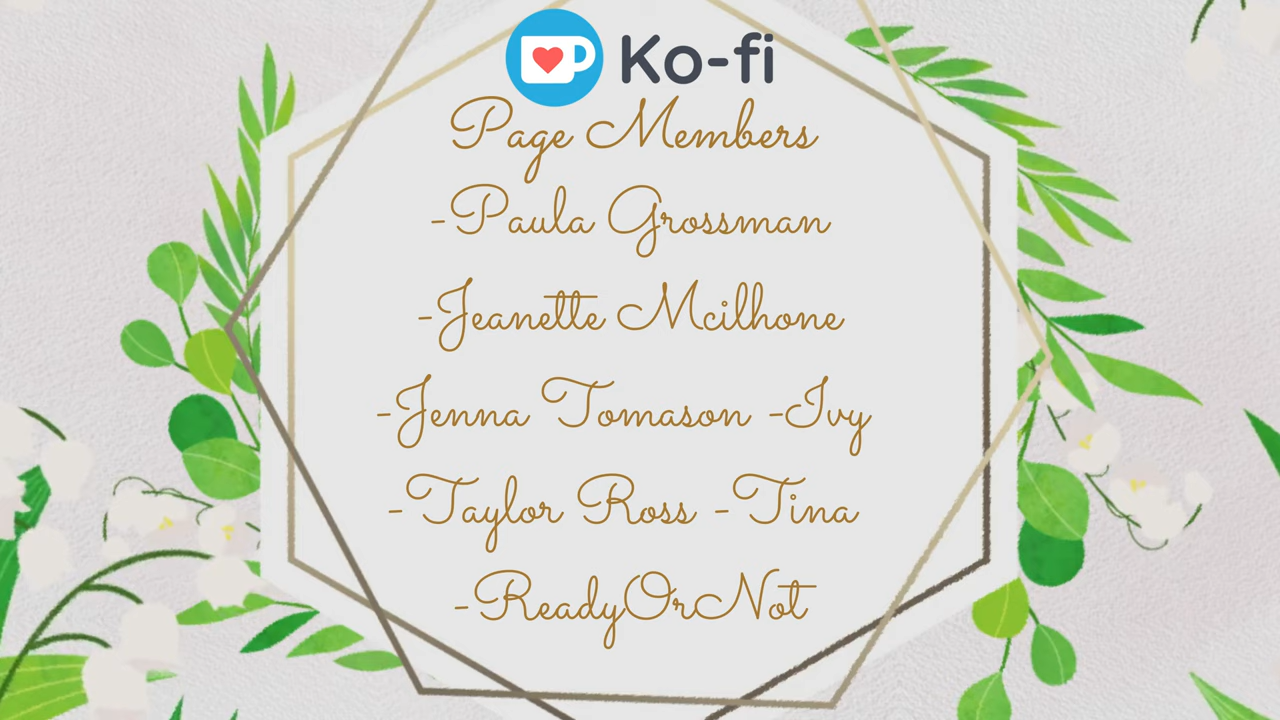 Ko-fi
Page Members
-Paula Grossman
-Jeanette Mcilhone
-Jenna Tomason -Ivy
-Taylor Ross -Tina
-ReadyOrNot